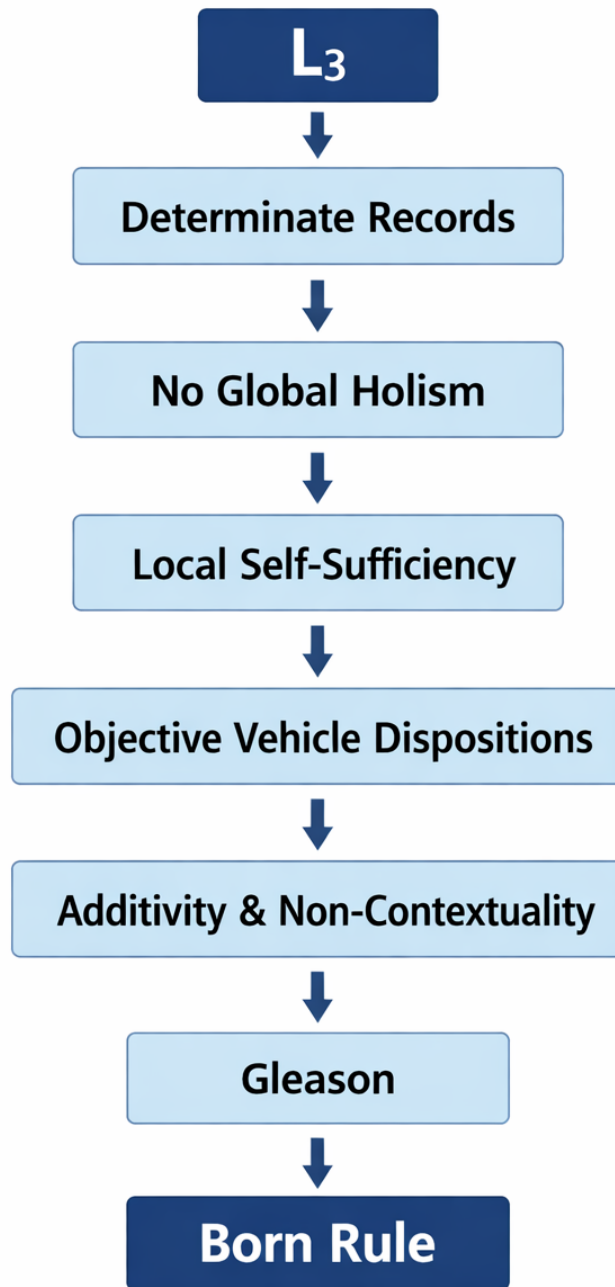 L₃
Determinate Records
No Global Holism
Local Self-Sufficiency
Objective Vehicle Dispositions
Additivity & Non-Contextuality
Gleason
Born Rule